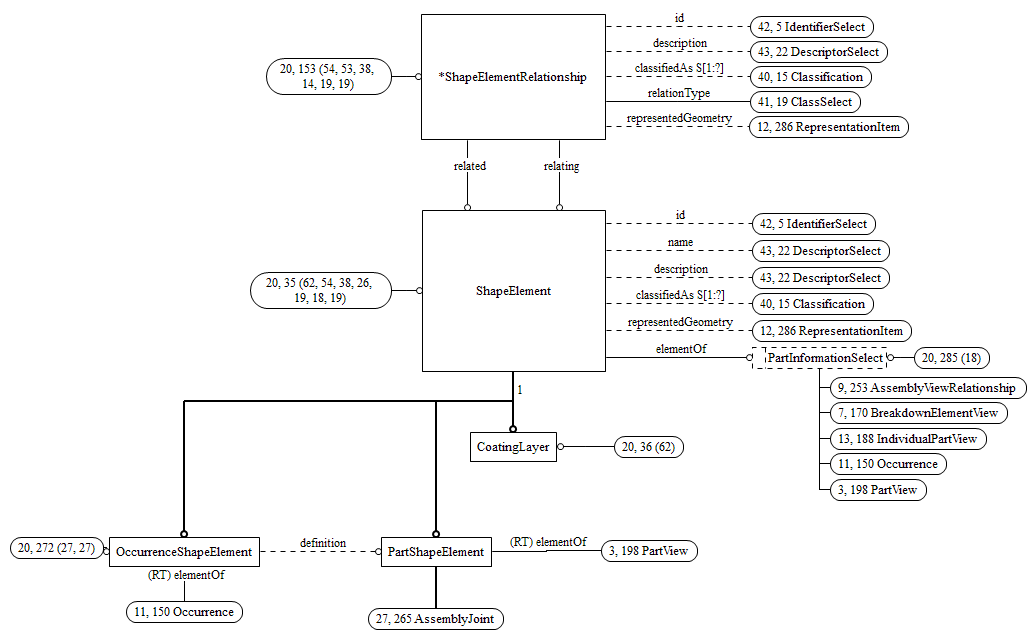 id
42, 5 IdentifierSelect
description
43, 22 DescriptorSelect
20, 153 (54, 53, 38,
14, 19, 19)
*ShapeElementRelationship
classifiedAs S[1:?]
40, 15 Classification
relationType
41, 19 ClassSelect
representedGeometry
12, 286 RepresentationItem
related
relating
id
42, 5 IdentifierSelect
name
43, 22 DescriptorSelect
description
43, 22 DescriptorSelect
20, 35 (62, 54, 38, 26,
19, 18, 19)
ShapeElement
classifiedAs S[1:?]
40, 15 Classification
representedGeometry
12, 286 RepresentationItem
elementOf
PartInformationSelect
20, 285 (18)
9, 253 AssemblyViewRelationship
7, 170 BreakdownElementView
13, 188 IndividualPartView
11, 150 Occurrence
3, 198 PartView
1
CoatingLayer
20, 36 (62)
20, 272 (27, 27)
OccurrenceShapeElement
definition
PartShapeElement
(RT) elementOf
3, 198 PartView
(RT) elementOf
11, 150 Occurrence
27, 265 AssemblyJoint